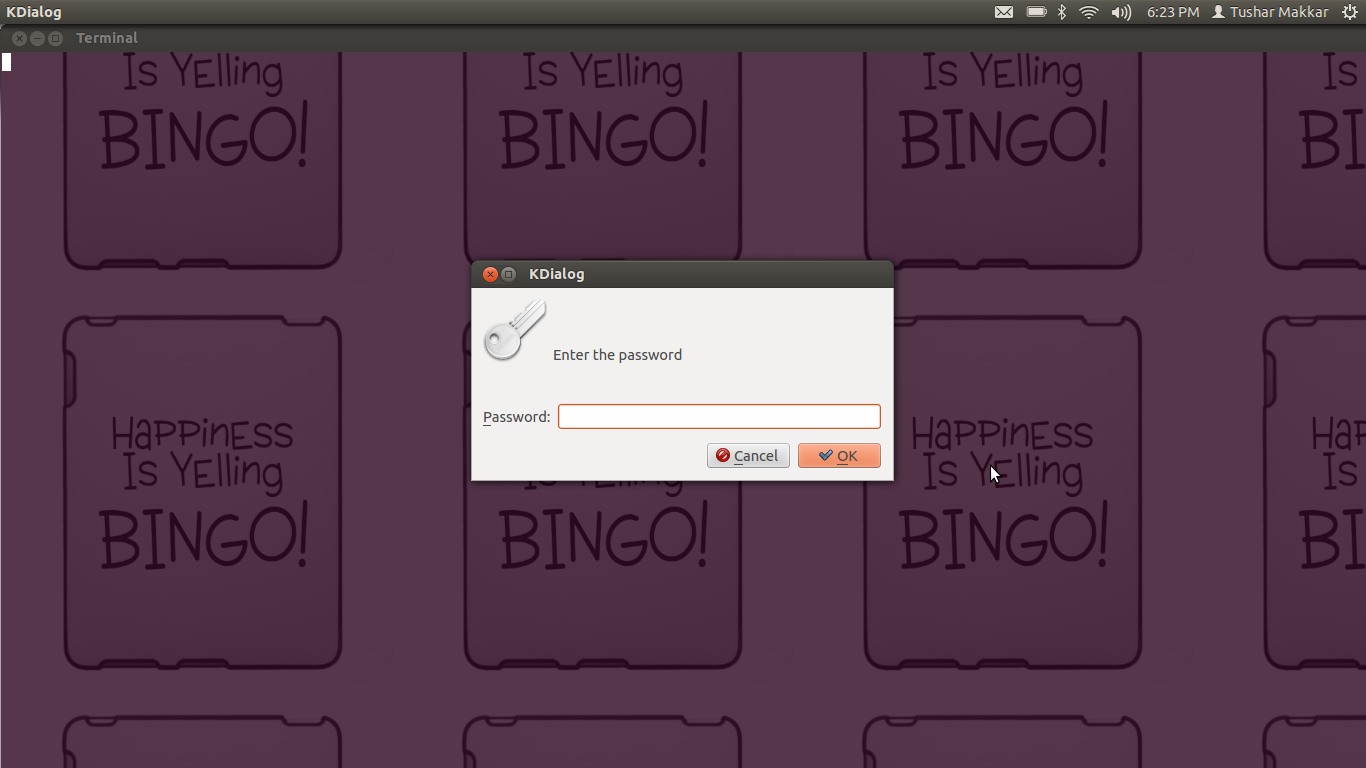 KDialog
6:23 PM Tushar Makkar
Terminal
Is Yelling Is Yelling Is Yelling Is
BINGO! BINGO! BINGO! BI
KDialog
Enter the password
Password:
Cancel OK
Happiness Happiness Hap
Is Yelling Is Yelling Is Yelling Is
BINGO! BINGO! BINGO! BI